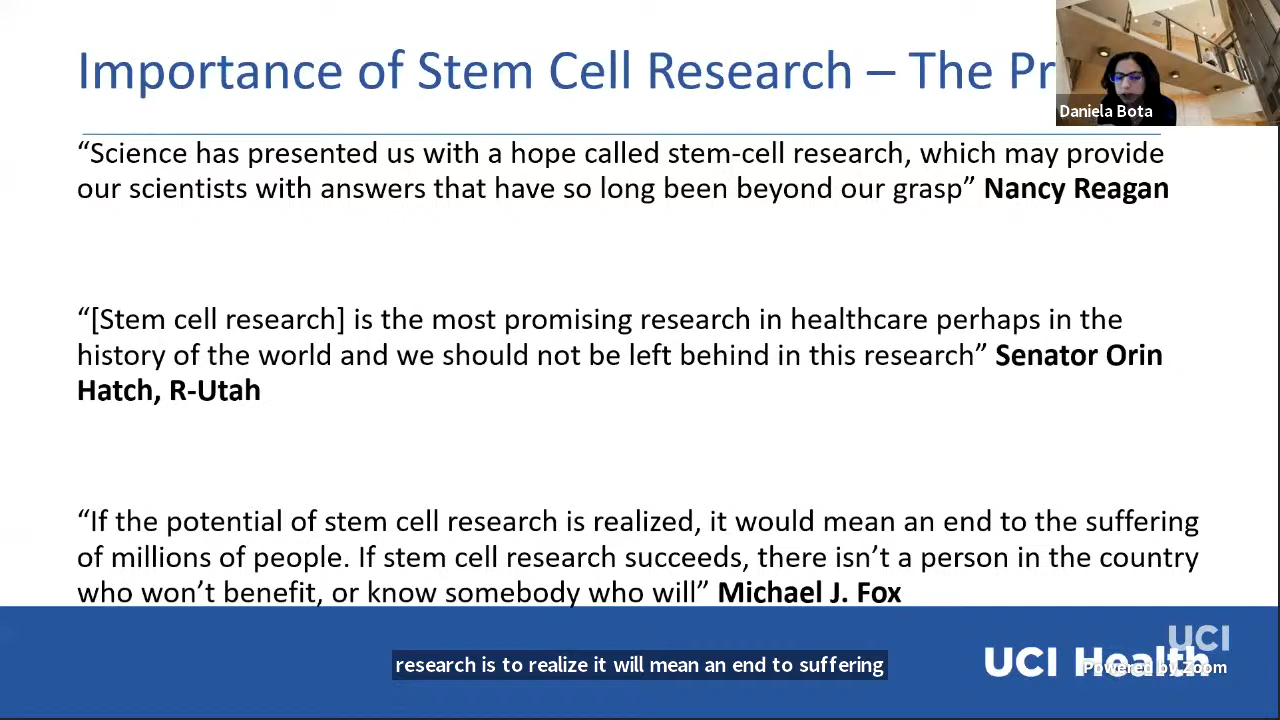 Importance of Stem Cell Research – The Pr
Daniela Bota
“Science has presented us with a hope called stem-cell research, which may provide
our scientists with answers that have so long been beyond our grasp” Nancy Reagan
“[Stem cell research] is the most promising research in healthcare perhaps in the
history of the world and we should not be left behind in this research” Senator Orin
Hatch, R-Utah
“If the potential of stem cell research is realized, it would mean an end to the suffering
of millions of people. If stem cell research succeeds, there isn’t a person in the country
who won’t benefit, or know somebody who will” Michael J. Fox
research is to realize it will mean an end to suffering
UCI
UCI Health
Powered by Zoom